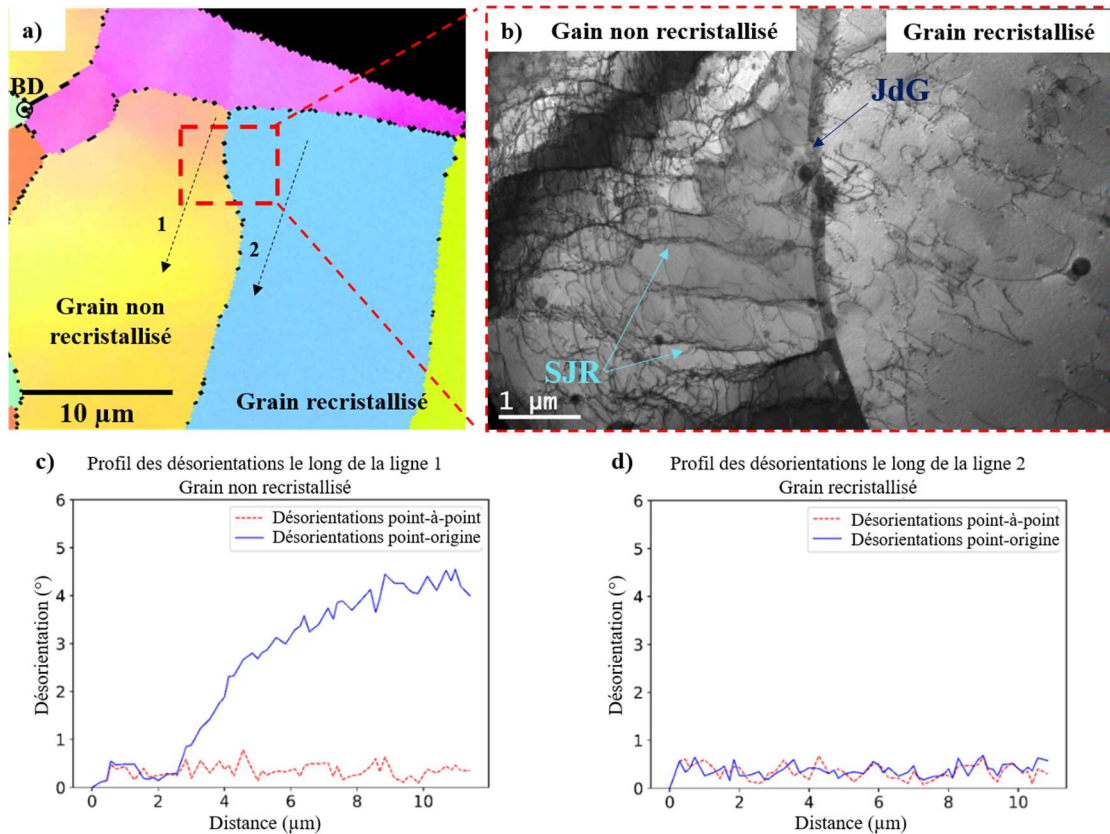 a)
BD
1
2
Grain non
recristallisé
Grain recristallisé
10 µm
b)
Gain non recristallisé
Grain recristallisé
JdG
SJR
1 µm
c)
Profil des désorientations le long de la ligne 1
Grain non recristallisé
Désorientations point-à-point
Désorientations point-origine
Désorientation (°)
6
5
4
3
2
1
0
0 2 4 6 8 10
Distance (µm)
d)
Profil des désorientations le long de la ligne 2
Grain recristallisé
Désorientations point-à-point
Désorientations point-origine
Désorientation (°)
6
5
4
3
2
1
0
0 2 4 6 8 10
Distance (µm)